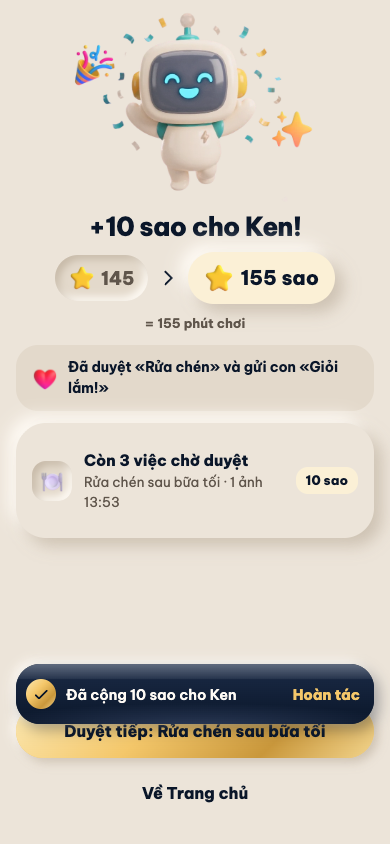 +10 sao cho Ken!
145
155 sao
= 155 phút chơi
Đã duyệt «Rửa chén» và gửi con «Giỏi
lắm!»
Còn 3 việc chờ duyệt
Rửa chén sau bữa tối · 1 ảnh
13:53
10 sao
Đã cộng 10 sao cho Ken
Hoàn tác
Duyệt tiếp: Rửa chén sau bữa tối
Về Trang chủ